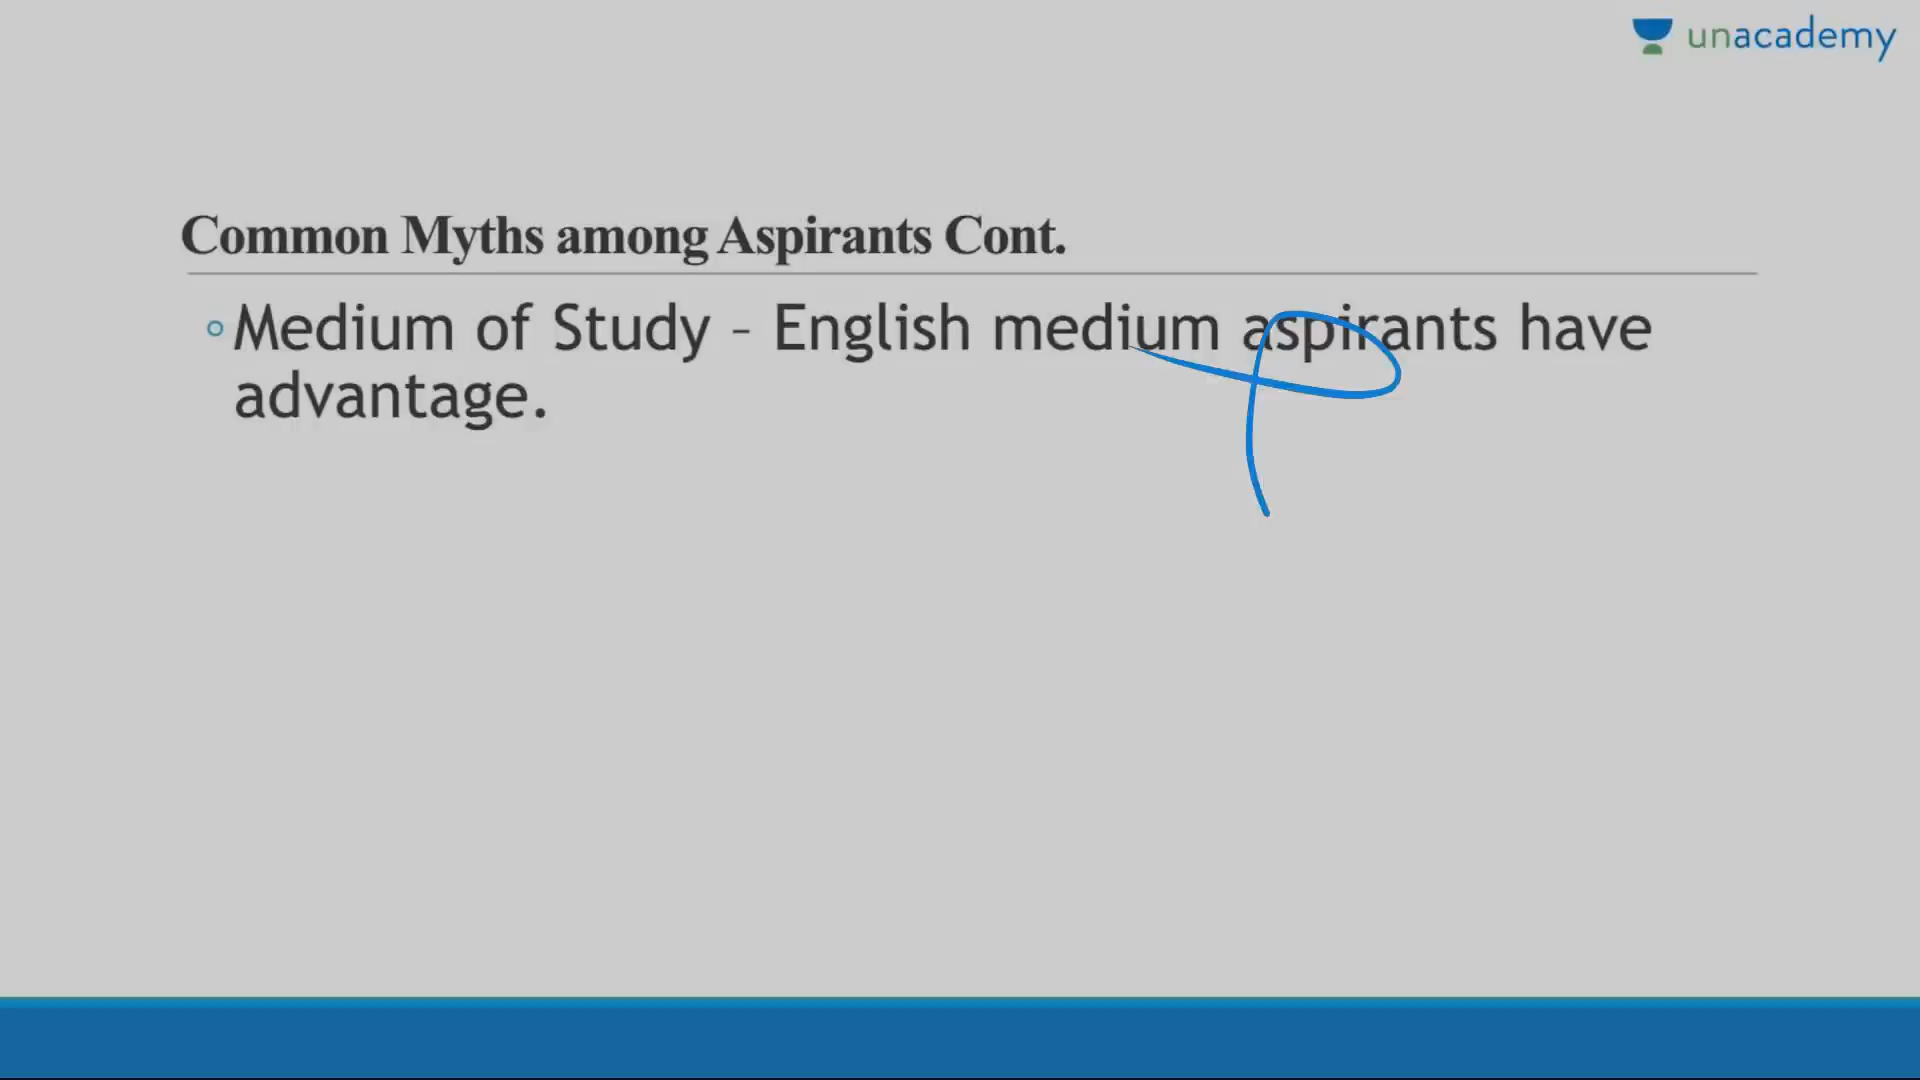 unacademy
Common Myths among Aspirants Cont.
◦Medium of Study – English medium aspirants have
advantage.